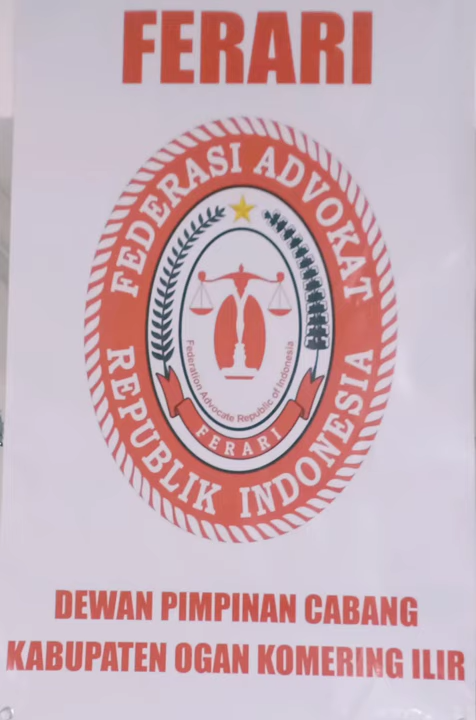 FERARI
FEDERASI ADVOKAT
REPUBLIK INDONESIA
Federation Advocate Republic of Indonesia
FERARI
DEWAN PIMPINAN CABANG
KABUPATEN OGAN KOMERING ILIR